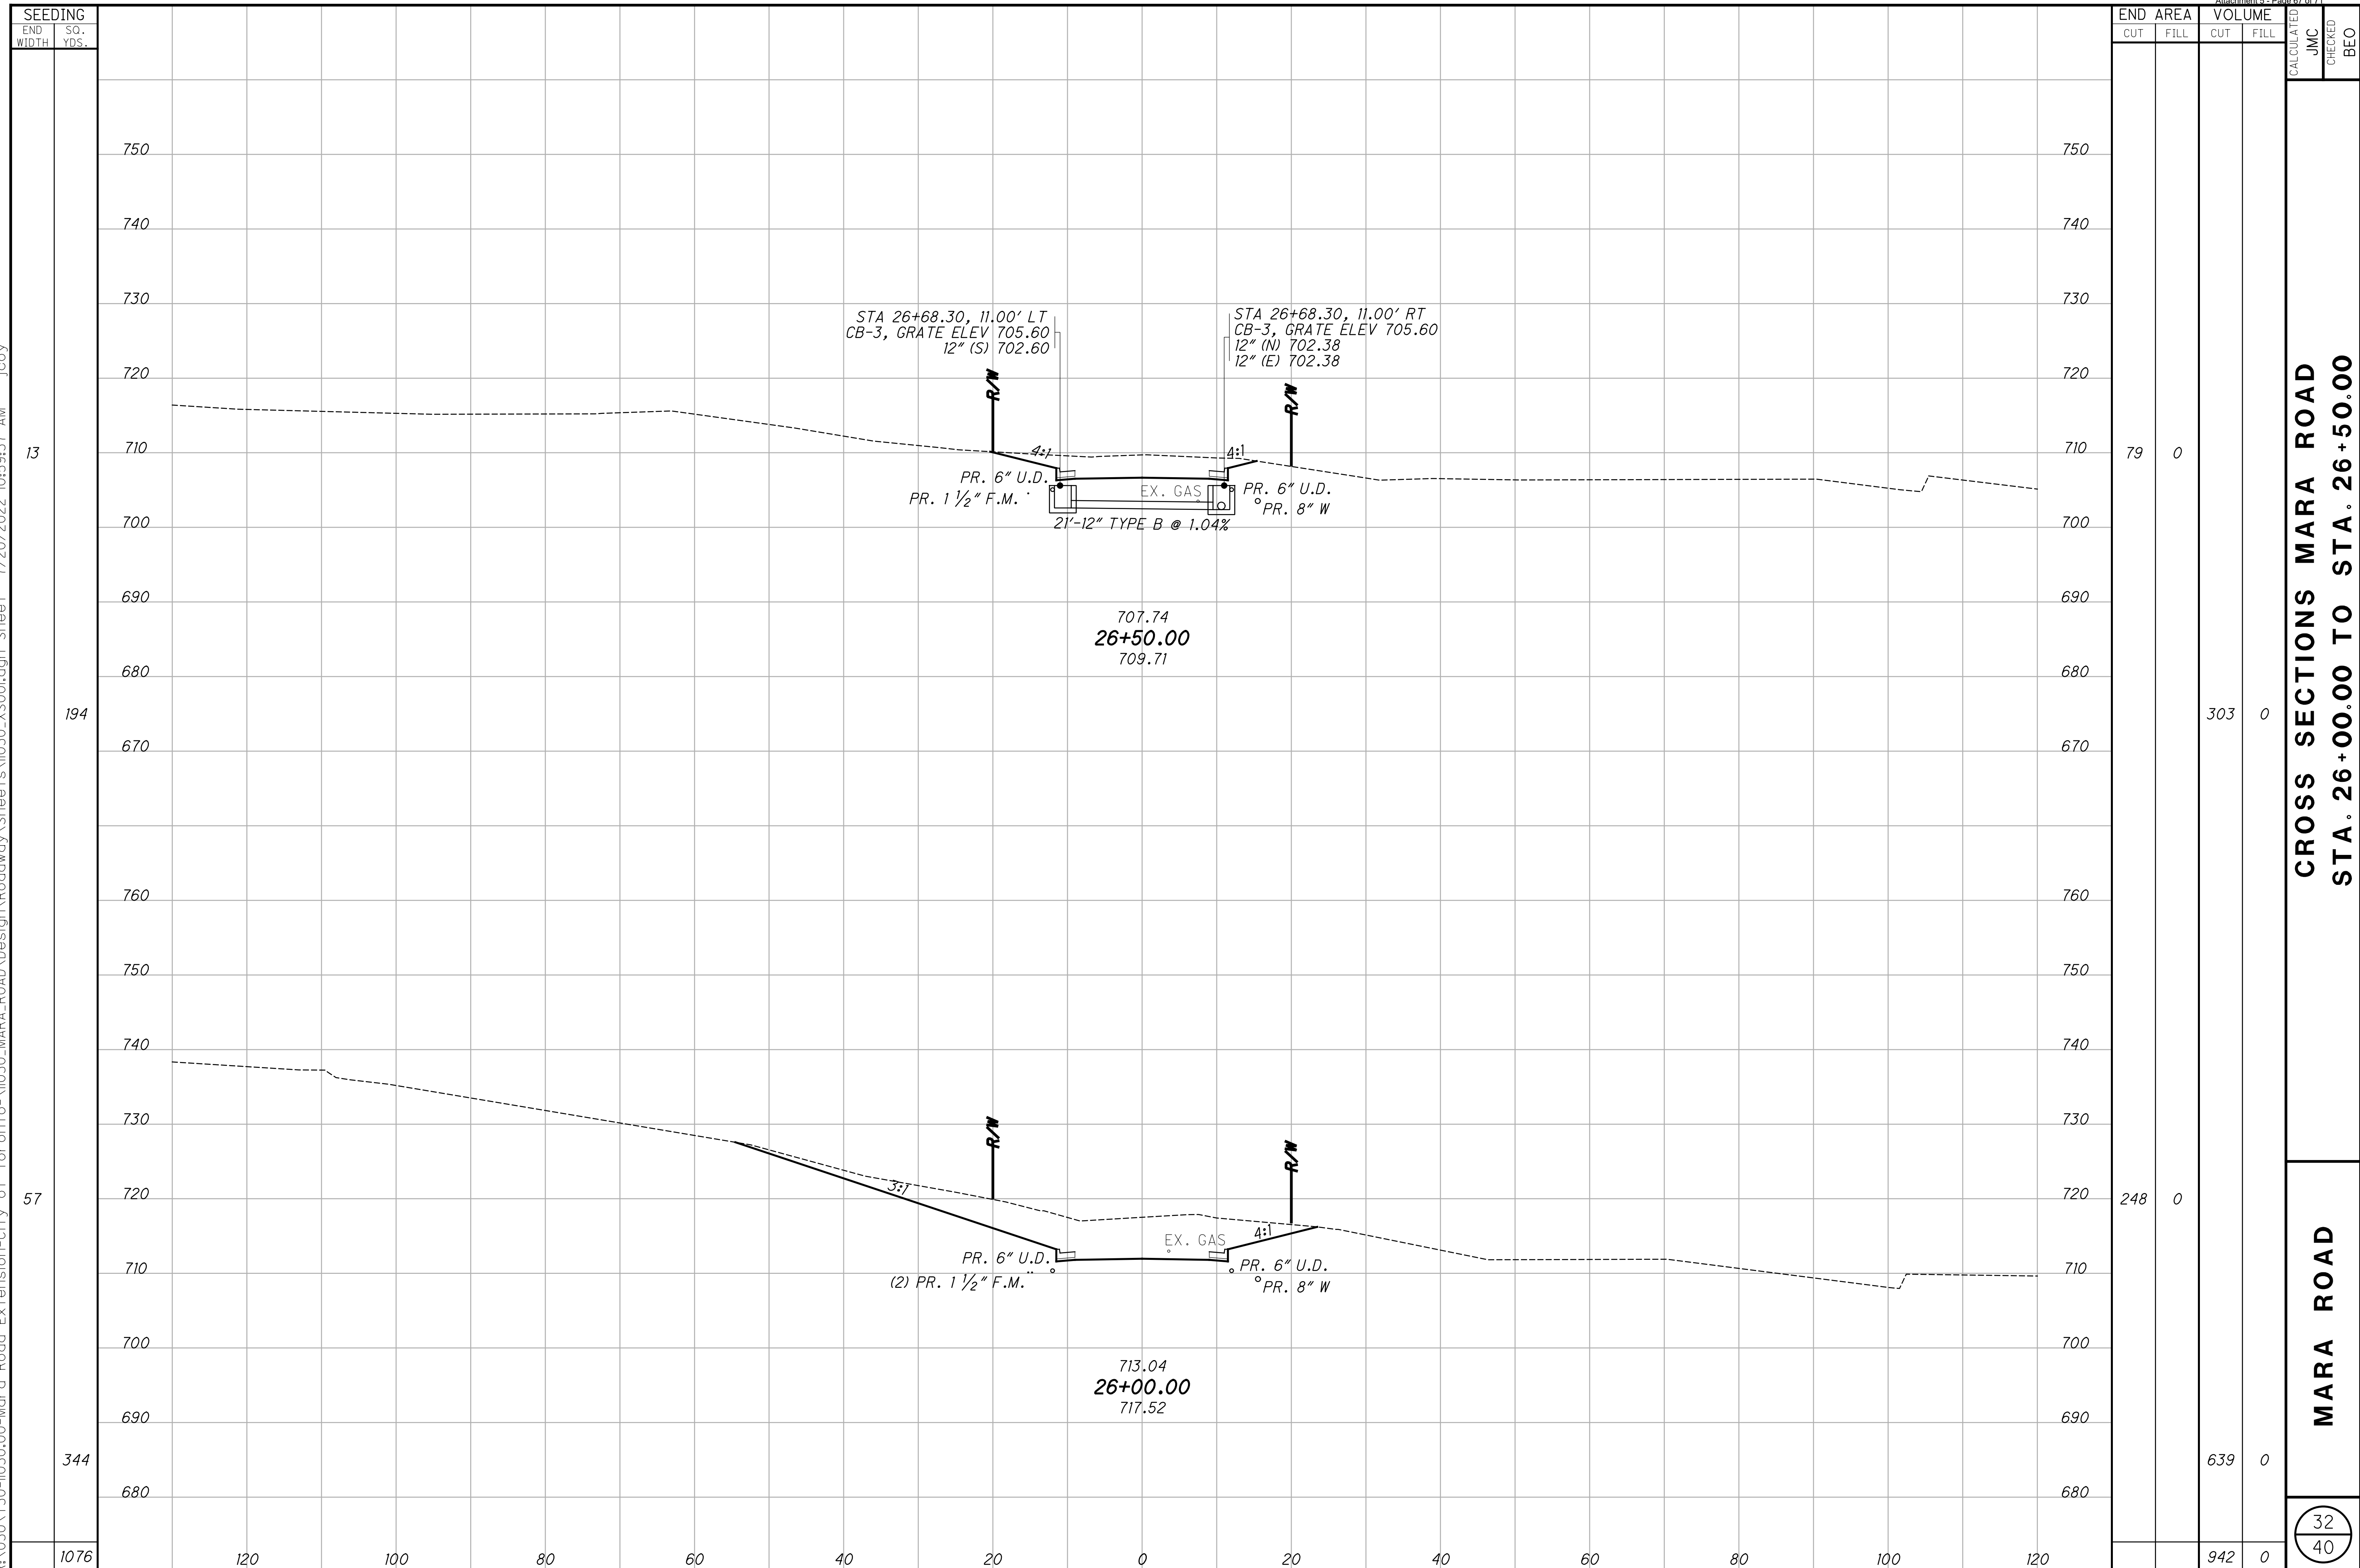 Attachment 5 - Page 67 of 71
SEEDING
END WIDTH
SQ. YDS.
END AREA
VOLUME
CUT
FILL
CUT
FILL
CALCULATED
JMC
CHECKED
BEO
750
750
740
740
730
730
STA 26+68.30, 11.00' LT
CB-3, GRATE ELEV 705.60
12" (S) 702.60
STA 26+68.30, 11.00' RT
CB-3, GRATE ELEV 705.60
12" (N) 702.38
12" (E) 702.38
720
720
R/W
R/W
13
710
4:1
4:1
710
79
0
PR. 6" U.D.
PR. 1 1/2" F.M.
EX. GAS
PR. 6" U.D.
PR. 8" W
700
21'-12" TYPE B @ 1.04%
700
690
690
707.74
26+50.00
709.71
680
680
194
303
0
670
670
760
760
750
750
740
740
730
730
R/W
R/W
57
720
3:1
720
248
0
4:1
EX. GAS
PR. 6" U.D.
(2) PR. 1 1/2" F.M.
PR. 6" U.D.
PR. 8" W
710
710
700
700
713.04
26+00.00
717.52
690
690
344
639
0
680
680
1076
120
100
80
60
40
20
0
20
40
60
80
100
120
942
0
CROSS SECTIONS MARA ROAD
STA. 26+00.00 TO STA. 26+50.00
MARA ROAD
32
40